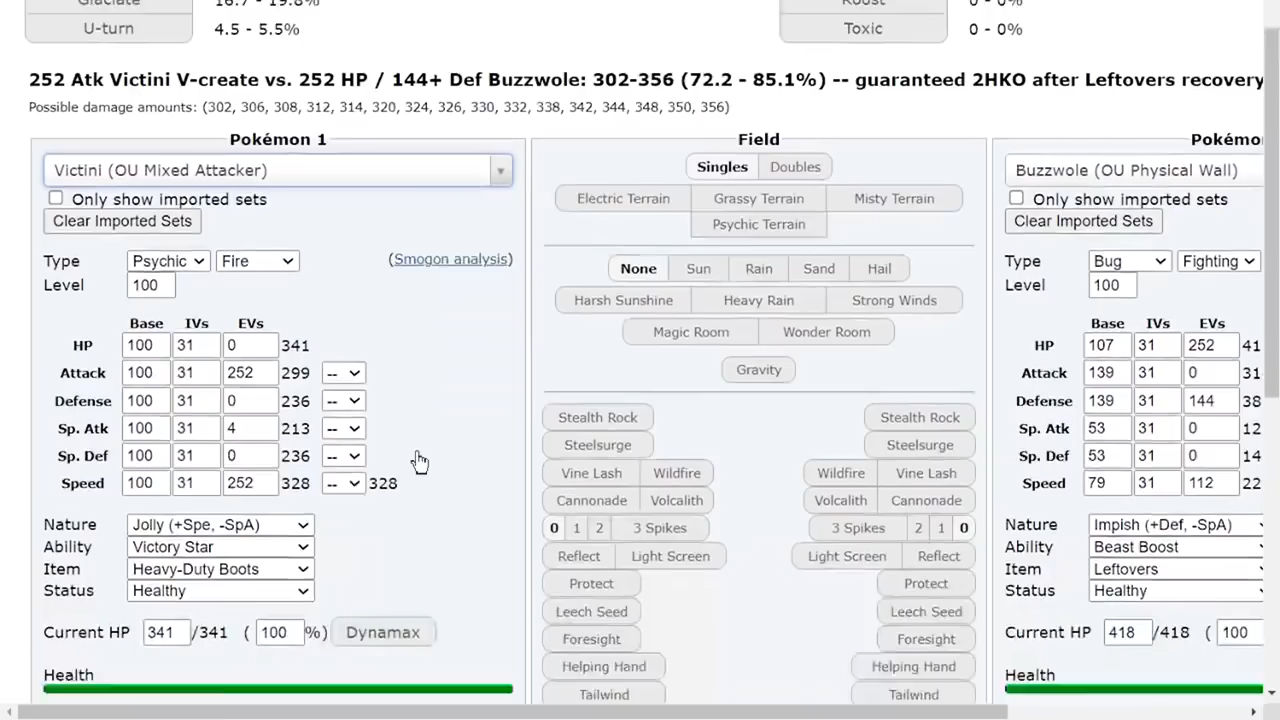 Glaciate 16.7 - 19.8% Roost 0 - 0%
U-turn 4.5 - 5.5% Toxic 0 - 0%
252 Atk Victini V-create vs. 252 HP / 144+ Def Buzzwole: 302-356 (72.2 - 85.1%) -- guaranteed 2HKO after Leftovers recovery
Possible damage amounts: (302, 306, 308, 312, 314, 320, 324, 326, 330, 332, 338, 342, 344, 348, 350, 356)
Pokémon 1
Victini (OU Mixed Attacker)
Only show imported sets
Clear Imported Sets
Type Psychic Fire (Smogon analysis)
Level 100
Base IVs EVs
HP 100 31 0 341
Attack 100 31 252 299 --
Defense 100 31 0 236 --
Sp. Atk 100 31 4 213 --
Sp. Def 100 31 0 236 --
Speed 100 31 252 328 -- 328
Nature Jolly (+Spe, -SpA)
Ability Victory Star
Item Heavy-Duty Boots
Status Healthy
Current HP 341 /341 ( 100 %) Dynamax
Health
Field
Singles Doubles
Electric Terrain Grassy Terrain Misty Terrain
Psychic Terrain
None Sun Rain Sand Hail
Harsh Sunshine Heavy Rain Strong Winds
Magic Room Wonder Room
Gravity
Stealth Rock Stealth Rock
Steelsurge Steelsurge
Vine Lash Wildfire Wildfire Vine Lash
Cannonade Volcalith Volcalith Cannonade
0 1 2 3 Spikes 3 Spikes 2 1 0
Reflect Light Screen Light Screen Reflect
Protect Protect
Leech Seed Leech Seed
Foresight Foresight
Helping Hand Helping Hand
Tailwind Tailwind
Pokémo
Buzzwole (OU Physical Wall)
Only show imported sets
Clear Imported Sets
Type Bug Fighting
Level 100
Base IVs EVs
HP 107 31 252 41
Attack 139 31 0 31
Defense 139 31 144 38
Sp. Atk 53 31 0 12
Sp. Def 53 31 0 14
Speed 79 31 112 22
Nature Impish (+Def, -SpA)
Ability Beast Boost
Item Leftovers
Status Healthy
Current HP 418 /418 ( 100
Health